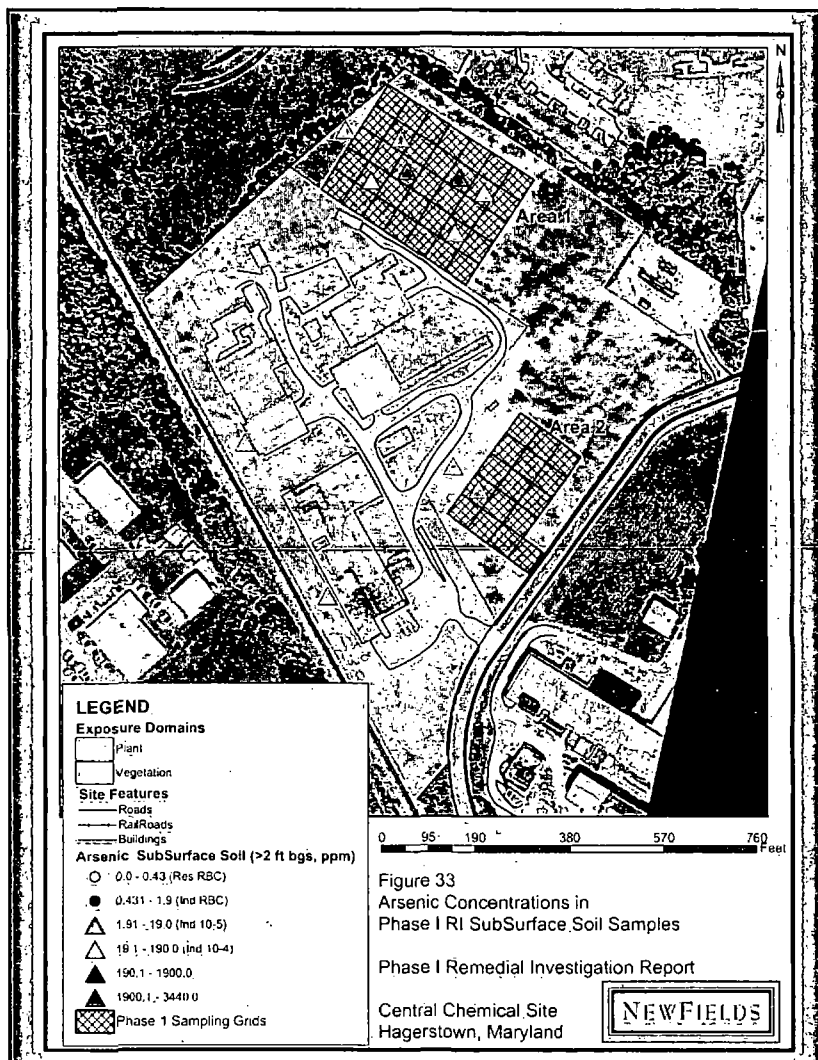 N
Area 1
Area 2
LEGEND
Exposure Domains
Plant
Vegetation
Site Features
Roads
RailRoads
Buildings
Arsenic SubSurface Soil (>2 ft bgs, ppm)
0.0 - 0.43 (Res RBC)
0.431 - 1.9 (Ind RBC)
1.91 - 19.0 (Ind 10-5)
19.1 - 190.0 (Ind 10-4)
190.1 - 1900.0
1900.1 - 3440.0
Phase 1 Sampling Grids
0 95 190 380 570 760
Feet
Figure 33
Arsenic Concentrations in
Phase I RI SubSurface Soil Samples
Phase I Remedial Investigation Report
Central Chemical Site
Hagerstown, Maryland
NEWFIELDS